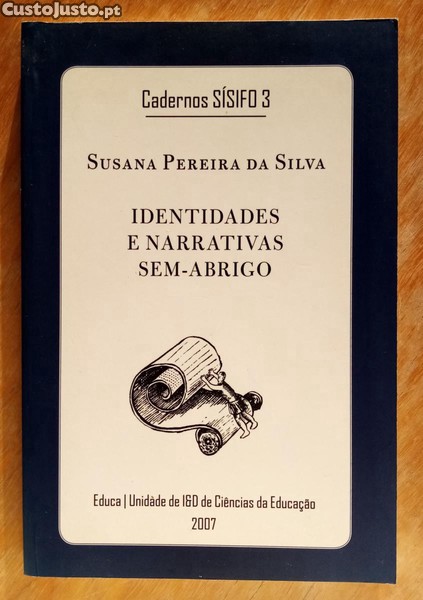 CustoJusto.pt
Cadernos SÍSIFO 3
SUSANA PEREIRA DA SILVA
IDENTIDADES
E NARRATIVAS
SEM-ABRIGO
Educa | Unidade de I&D de Ciências da Educação
2007